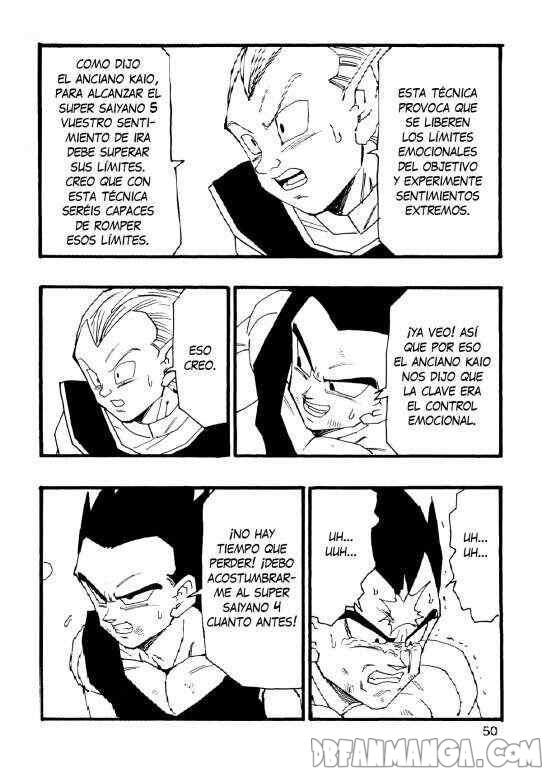 COMO DIJO
EL ANCIANO KAIO,
PARA ALCANZAR EL
SUPER SAIYANO 5
VUESTRO SENTI-
MIENTO DE IRA
DEBE SUPERAR
SUS LÍMITES.
CREO QUE CON
ESTA TÉCNICA
SERÉIS CAPACES
DE ROMPER
ESOS LÍMITES.
ESTA TÉCNICA
PROVOCA QUE
SE LIBEREN
LOS LÍMITES
EMOCIONALES
DEL OBJETIVO
Y EXPERIMENTE
SENTIMIENTOS
EXTREMOS.
ESO
CREO.
¡YA VEO! ASÍ
QUE POR ESO
EL ANCIANO KAIO
NOS DIJO QUE
LA CLAVE ERA
EL CONTROL
EMOCIONAL.
¡NO HAY
TIEMPO QUE
PERDER! ¡DEBO
ACOSTUMBRAR-
ME AL SUPER
SAIYANO 4
CUANTO ANTES!
UH...
UUH...
UH...
UH...
50
DBFANMANGA.COM